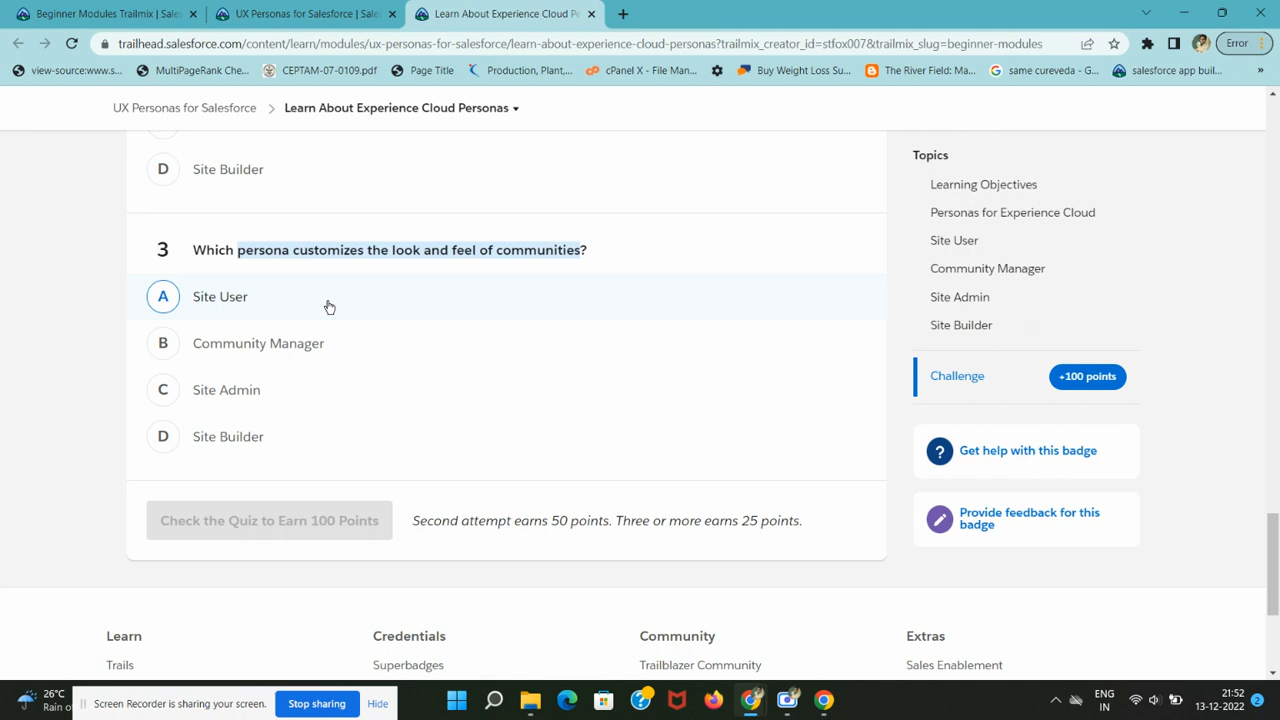 Beginner Modules Trailmix | Sales
UX Personas for Salesforce | Sales
Learn About Experience Cloud Pe
trailhead.salesforce.com/content/learn/modules/ux-personas-for-salesforce/learn-about-experience-cloud-personas?trailmix_creator_id=stfox007&trailmix_slug=beginner-modules
Error
view-source:www.s...
MultiPageRank Che...
CEPTAM-07-0109.pdf
Page Title
Production, Plant,...
cPanel X - File Man...
Buy Weight Loss Su...
The River Field: Ma...
same cureveda - G...
salesforce app buil...
»
UX Personas for Salesforce
Learn About Experience Cloud Personas
D Site Builder
3 Which persona customizes the look and feel of communities?
A Site User
B Community Manager
C Site Admin
D Site Builder
Check the Quiz to Earn 100 Points
Second attempt earns 50 points. Three or more earns 25 points.
Topics
Learning Objectives
Personas for Experience Cloud
Site User
Community Manager
Site Admin
Site Builder
Challenge
+100 points
Get help with this badge
Provide feedback for this
badge
Learn
Credentials
Community
Extras
Trails
Superbadges
Trailblazer Community
Sales Enablement
26°C
Rain o
Screen Recorder is sharing your screen.
Stop sharing
Hide
ENG
IN
21:52
13-12-2022
2